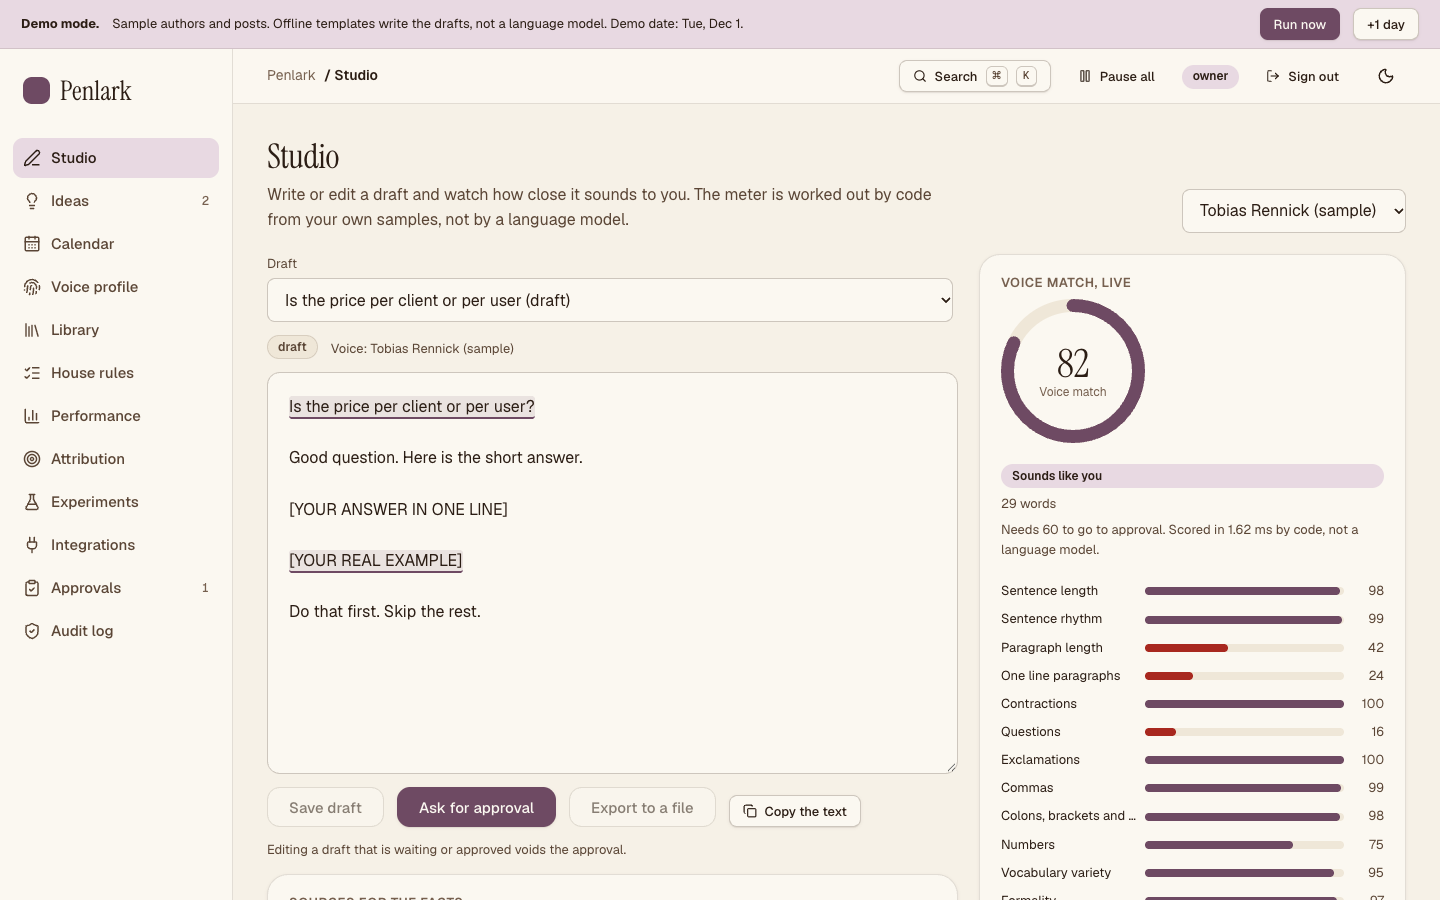 Demo mode. Sample authors and posts. Offline templates write the drafts, not a language model. Demo date: Tue, Dec 1.
Run now
+1 day
Penlark
Penlark / Studio
Search ⌘ K
Pause all
owner
Sign out
Studio
Ideas 2
Calendar
Voice profile
Library
House rules
Performance
Attribution
Experiments
Integrations
Approvals 1
Audit log
Studio
Write or edit a draft and watch how close it sounds to you. The meter is worked out by code
from your own samples, not by a language model.
Tobias Rennick (sample)
Draft
Is the price per client or per user (draft)
draft Voice: Tobias Rennick (sample)
Is the price per client or per user?
Good question. Here is the short answer.
[YOUR ANSWER IN ONE LINE]
[YOUR REAL EXAMPLE]
Do that first. Skip the rest.
Save draft
Ask for approval
Export to a file
Copy the text
Editing a draft that is waiting or approved voids the approval.
VOICE MATCH, LIVE
82
Voice match
Sounds like you
29 words
Needs 60 to go to approval. Scored in 1.62 ms by code, not a
language model.
Sentence length 98
Sentence rhythm 99
Paragraph length 42
One line paragraphs 24
Contractions 100
Questions 16
Exclamations 100
Commas 99
Colons, brackets and ... 98
Numbers 75
Vocabulary variety 95